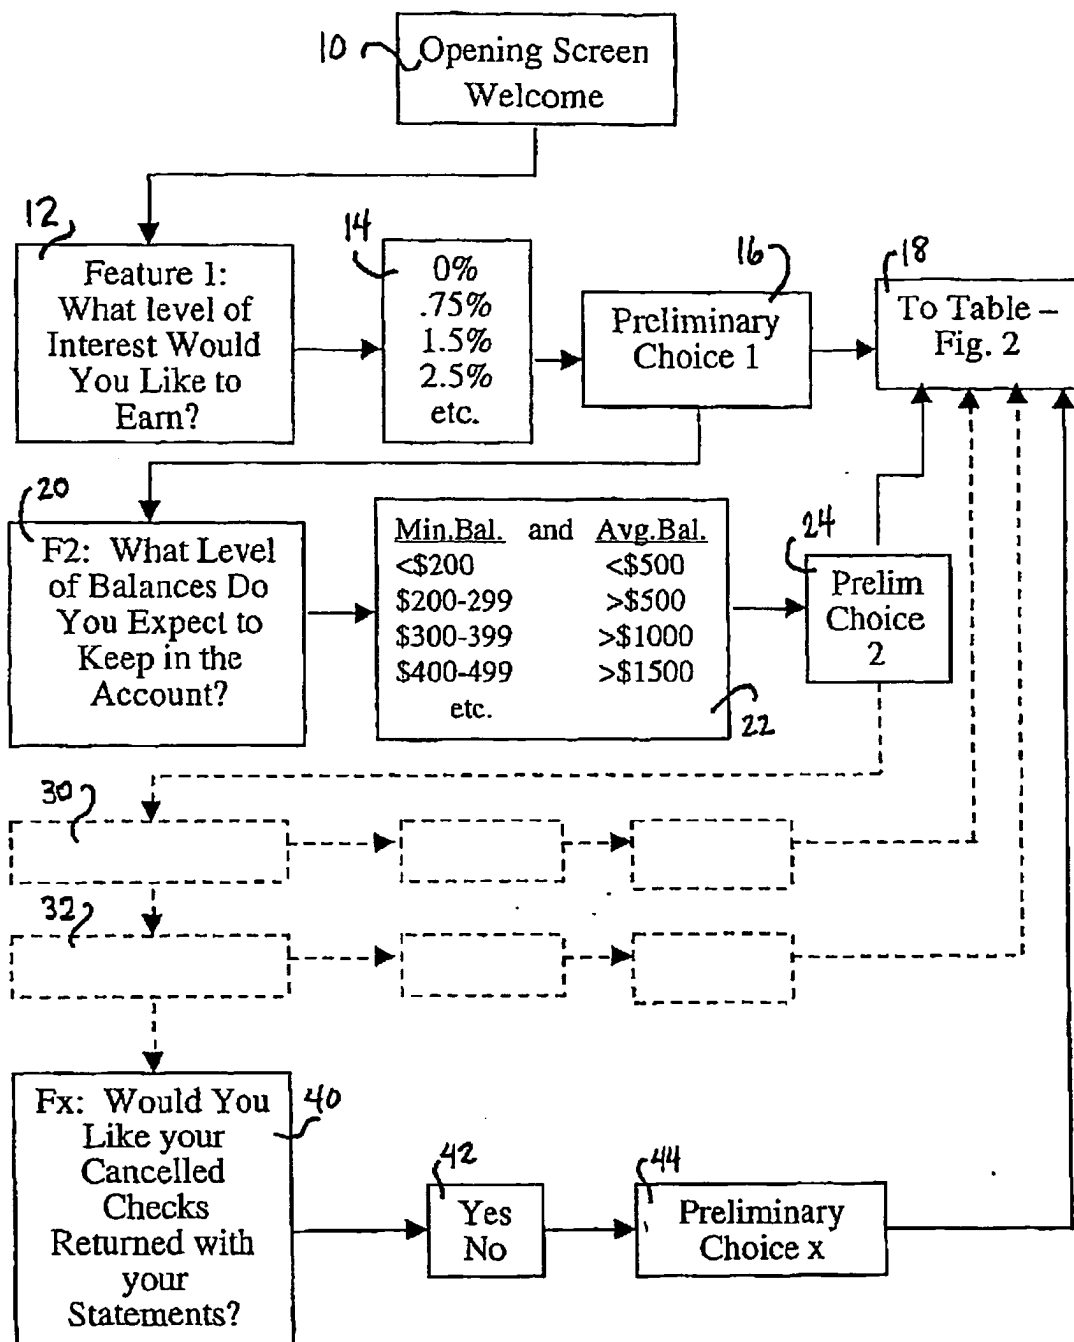 10
Opening Screen
Welcome
12
Feature 1:
What level of
Interest Would
You Like to
Earn?
14
0%
.75%
1.5%
2.5%
etc.
16
Preliminary
Choice 1
18
To Table –
Fig. 2
20
F2: What Level
of Balances Do
You Expect to
Keep in the
Account?
Min.Bal. and Avg.Bal.
<$200 <$500
$200-299 >$500
$300-399 >$1000
$400-499 >$1500
etc.
22
24
Prelim
Choice
2
30
32
Fx: Would You
Like your
Cancelled
Checks
Returned with
your
Statements?
40
42
Yes
No
44
Preliminary
Choice x